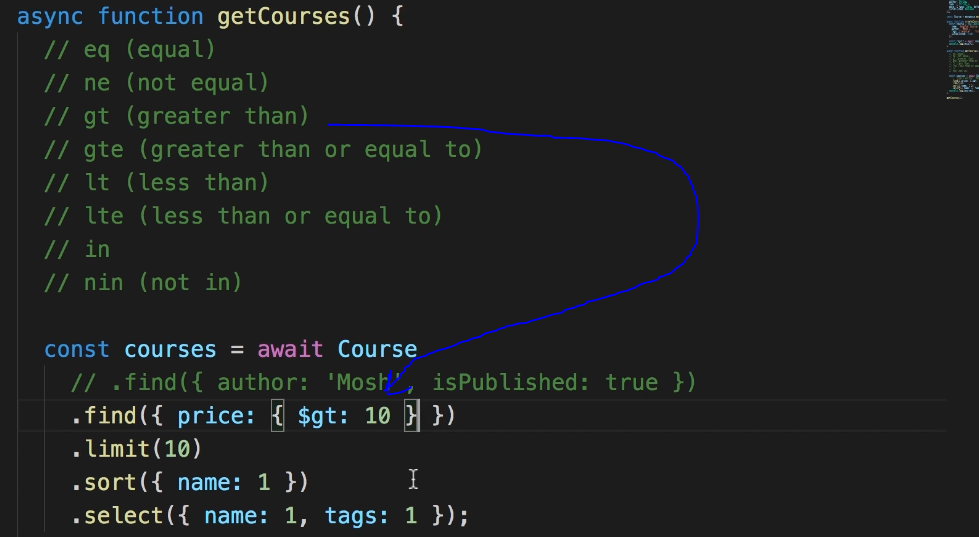 async function getCourses() {
// eq (equal)
// ne (not equal)
// gt (greater than)
// gte (greater than or equal to)
// lt (less than)
// lte (less than or equal to)
// in
// nin (not in)
const courses = await Course
// .find({ author: 'Mosh', isPublished: true })
.find({ price: { $gt: 10 } })
.limit(10)
.sort({ name: 1 })
.select({ name: 1, tags: 1 });